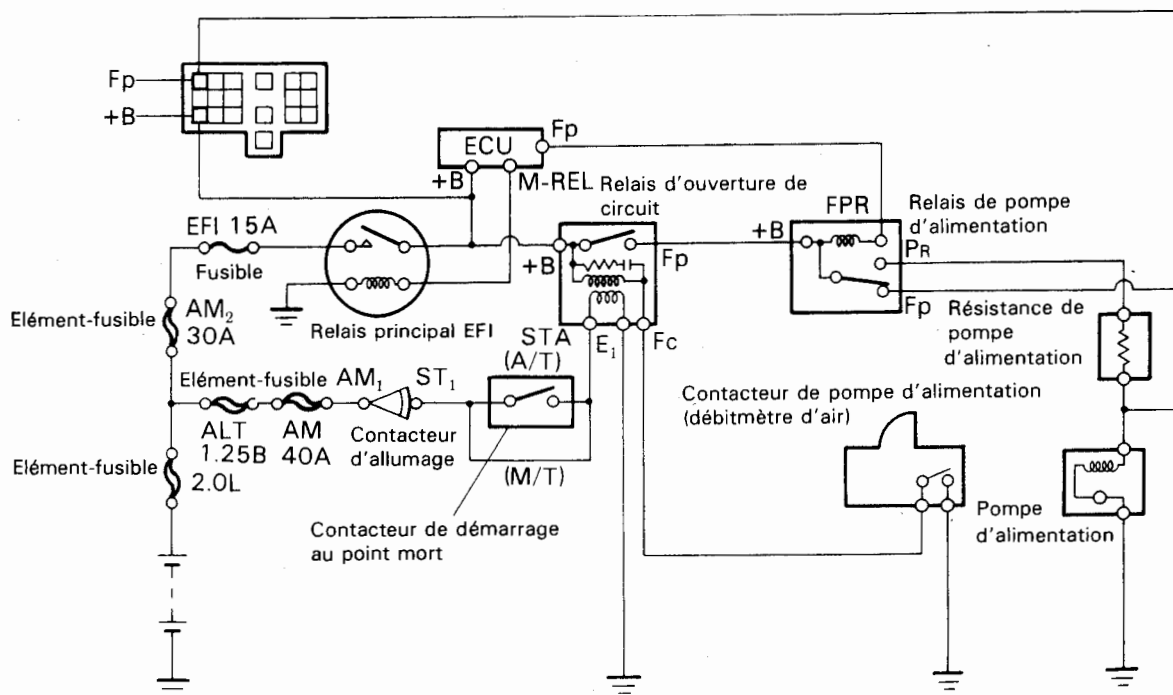 Fp
+B
ECU
Fp
+B
M-REL
Relais d'ouverture de
circuit
FPR
Relais de pompe
d'alimentation
EFI 15A
Fusible
+B
Fp
+B
PR
Fp
Elément-fusible
AM2
30A
Relais principal EFI
STA
(A/T)
E1
Fc
Résistance de
pompe
d'alimentation
Elément-fusible
AM1
ST1
Contacteur de pompe d'alimentation
(débitmètre d'air)
ALT
1.25B
AM
40A
Contacteur
d'allumage
(M/T)
Elément-fusible
2.0L
Contacteur de démarrage
au point mort
Pompe
d'alimentation